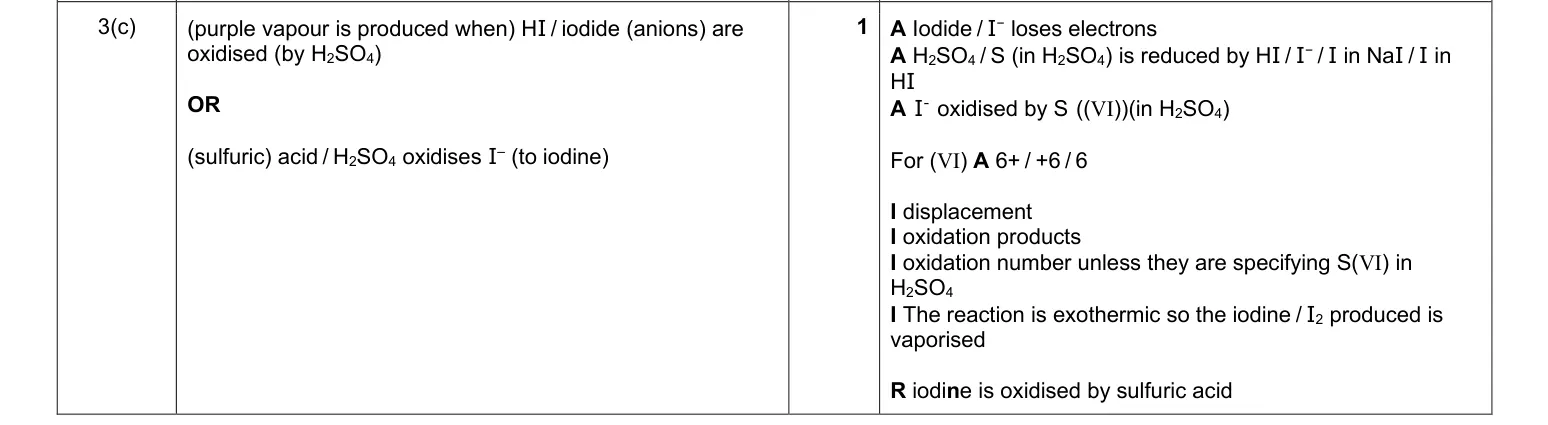 3(c)
(purple vapour is produced when) HI / iodide (anions) are
oxidised (by H₂SO₄)
OR
(sulfuric) acid / H₂SO₄ oxidises I⁻ (to iodine)
1
A Iodide / I⁻ loses electrons
A H₂SO₄ / S (in H₂SO₄) is reduced by HI / I⁻ / I in NaI / I in
HI
A I⁻ oxidised by S ((VI))(in H₂SO₄)
For (VI) A 6+ / +6 / 6
I displacement
I oxidation products
I oxidation number unless they are specifying S(VI) in
H₂SO₄
I The reaction is exothermic so the iodine / I₂ produced is
vaporised
R iodine is oxidised by sulfuric acid